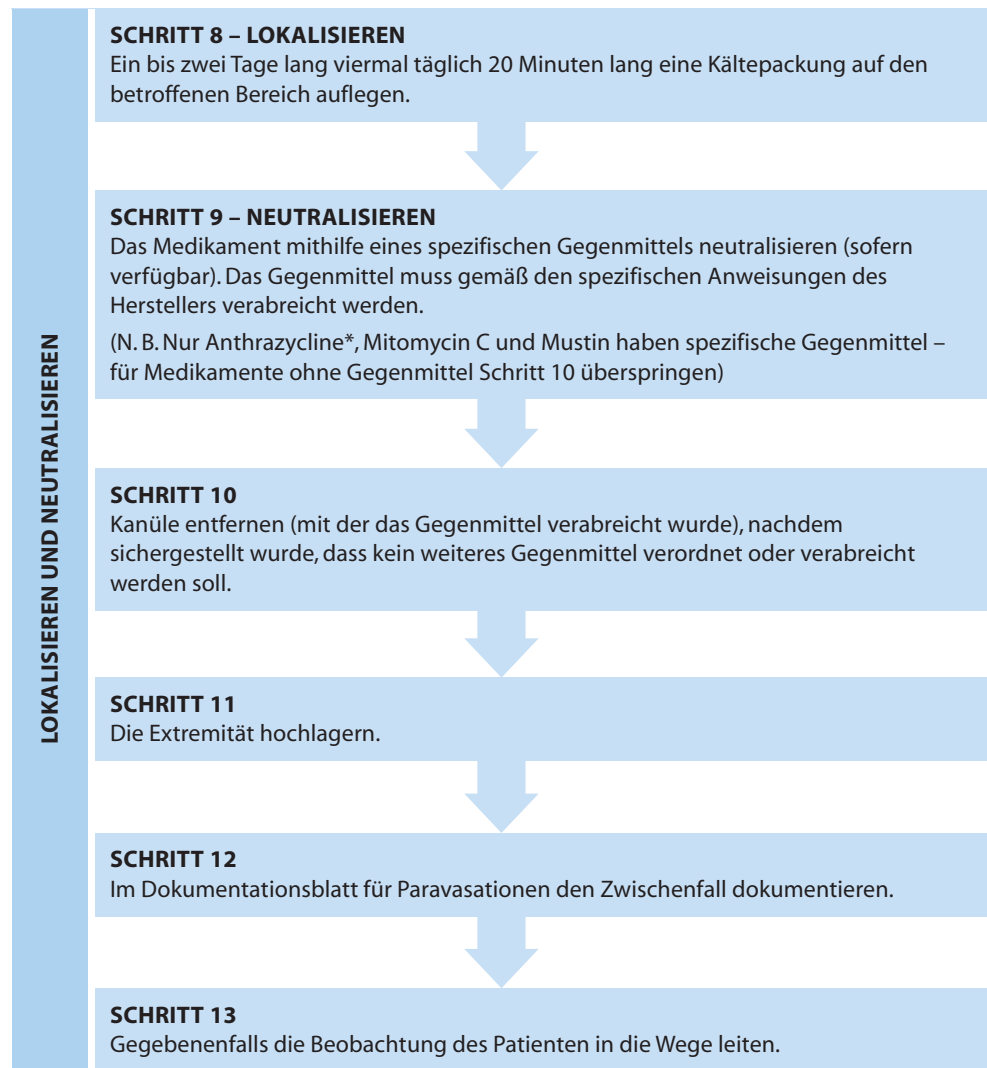 LOKALISIEREN UND NEUTRALISIEREN
SCHRITT 8 – LOKALISIEREN
Ein bis zwei Tage lang viermal täglich 20 Minuten lang eine Kältepackung auf den
betroffenen Bereich auflegen.
SCHRITT 9 – NEUTRALISIEREN
Das Medikament mithilfe eines spezifischen Gegenmittels neutralisieren (sofern
verfügbar). Das Gegenmittel muss gemäß den spezifischen Anweisungen des
Herstellers verabreicht werden.
(N. B. Nur Anthrazycline*, Mitomycin C und Mustin haben spezifische Gegenmittel –
für Medikamente ohne Gegenmittel Schritt 10 überspringen)
SCHRITT 10
Kanüle entfernen (mit der das Gegenmittel verabreicht wurde), nachdem
sichergestellt wurde, dass kein weiteres Gegenmittel verordnet oder verabreicht
werden soll.
SCHRITT 11
Die Extremität hochlagern.
SCHRITT 12
Im Dokumentationsblatt für Paravasationen den Zwischenfall dokumentieren.
SCHRITT 13
Gegebenenfalls die Beobachtung des Patienten in die Wege leiten.